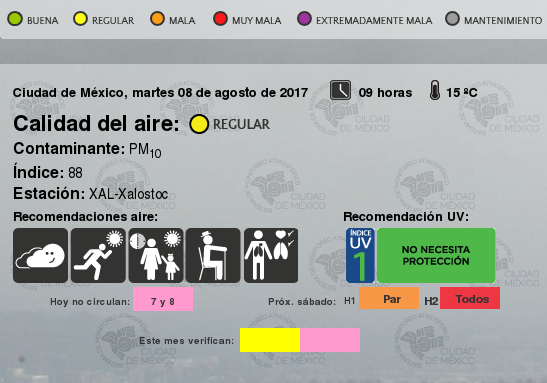 BUENA REGULAR MALA MUY MALA EXTREMADAMENTE MALA MANTENIMIENTO
Ciudad de México, martes 08 de agosto de 2017 09 horas 15 ºC
Calidad del aire: REGULAR
Contaminante: PM10
Índice: 88
Estación: XAL-Xalostoc
Recomendaciones aire: Recomendación UV:
ÍNDICE
UV
1
NO NECESITA
PROTECCIÓN
Hoy no circulan: 7 y 8 Próx. sábado: H1 Par H2 Todos
Este mes verifican:
CIUDAD
DE MÉXICO